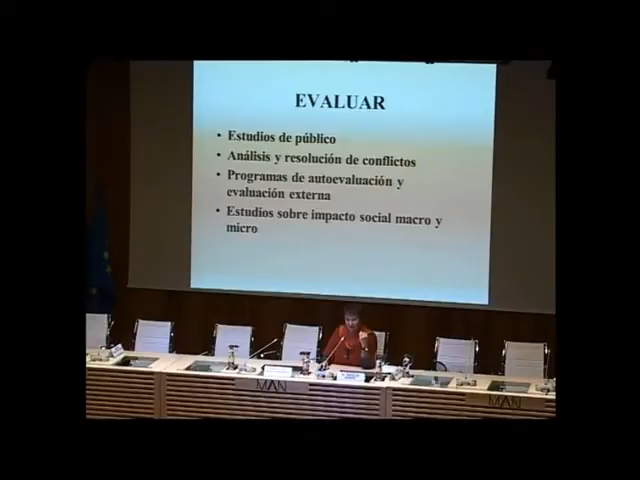 EVALUAR
• Estudios de público
• Análisis y resolución de conflictos
• Programas de autoevaluación y
evaluación externa
• Estudios sobre impacto social macro y
micro
MAN
MAN